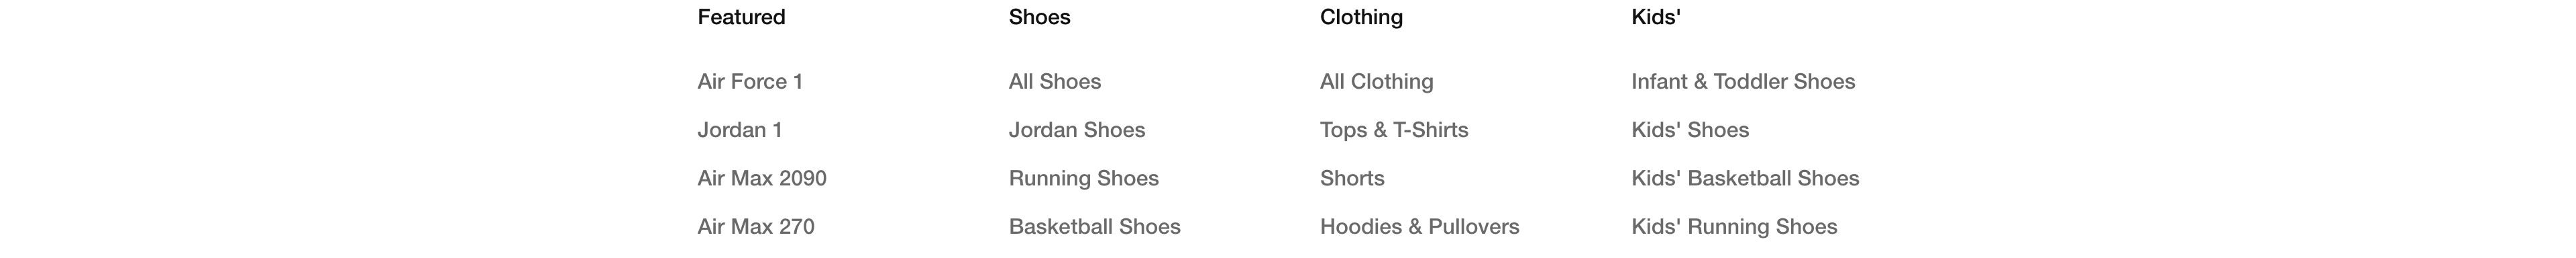 Featured
Air Force 1
Jordan 1
Air Max 2090
Air Max 270
Shoes
All Shoes
Jordan Shoes
Running Shoes
Basketball Shoes
Clothing
All Clothing
Tops & T-Shirts
Shorts
Hoodies & Pullovers
Kids'
Infant & Toddler Shoes
Kids' Shoes
Kids' Basketball Shoes
Kids' Running Shoes